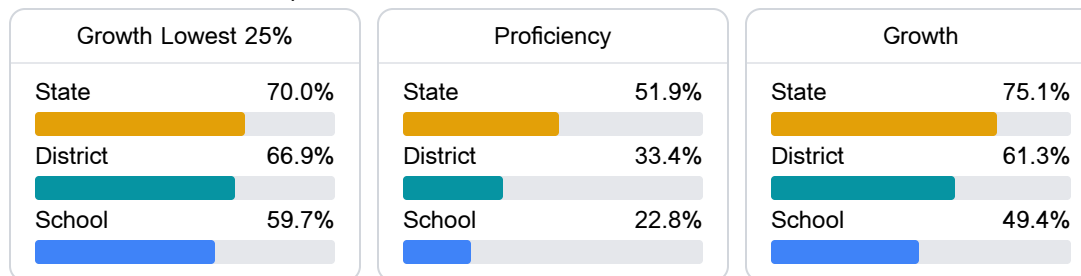 Growth Lowest 25%
State 70.0%
District 66.9%
School 59.7%
Proficiency
State 51.9%
District 33.4%
School 22.8%
Growth
State 75.1%
District 61.3%
School 49.4%